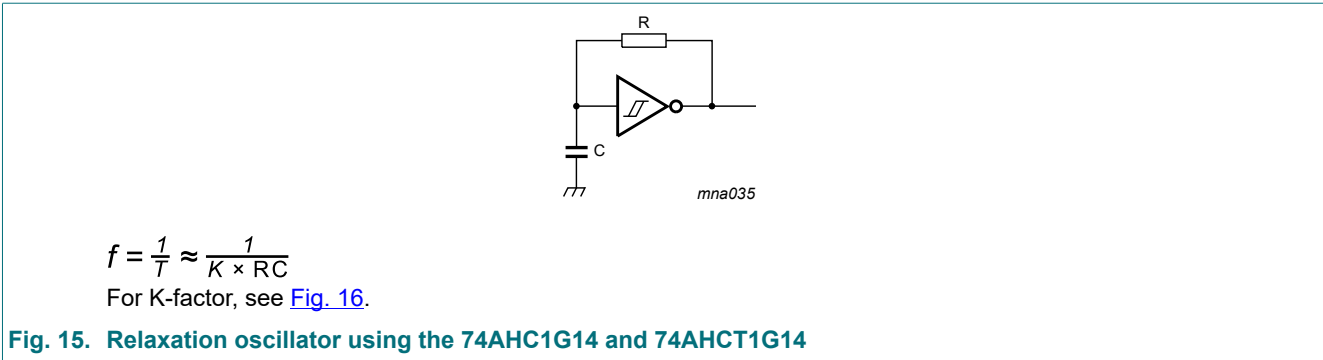 R
C
mna035
f = 1/T ≈ 1/(K × RC)
For K-factor, see Fig. 16.
Fig. 15. Relaxation oscillator using the 74AHC1G14 and 74AHCT1G14